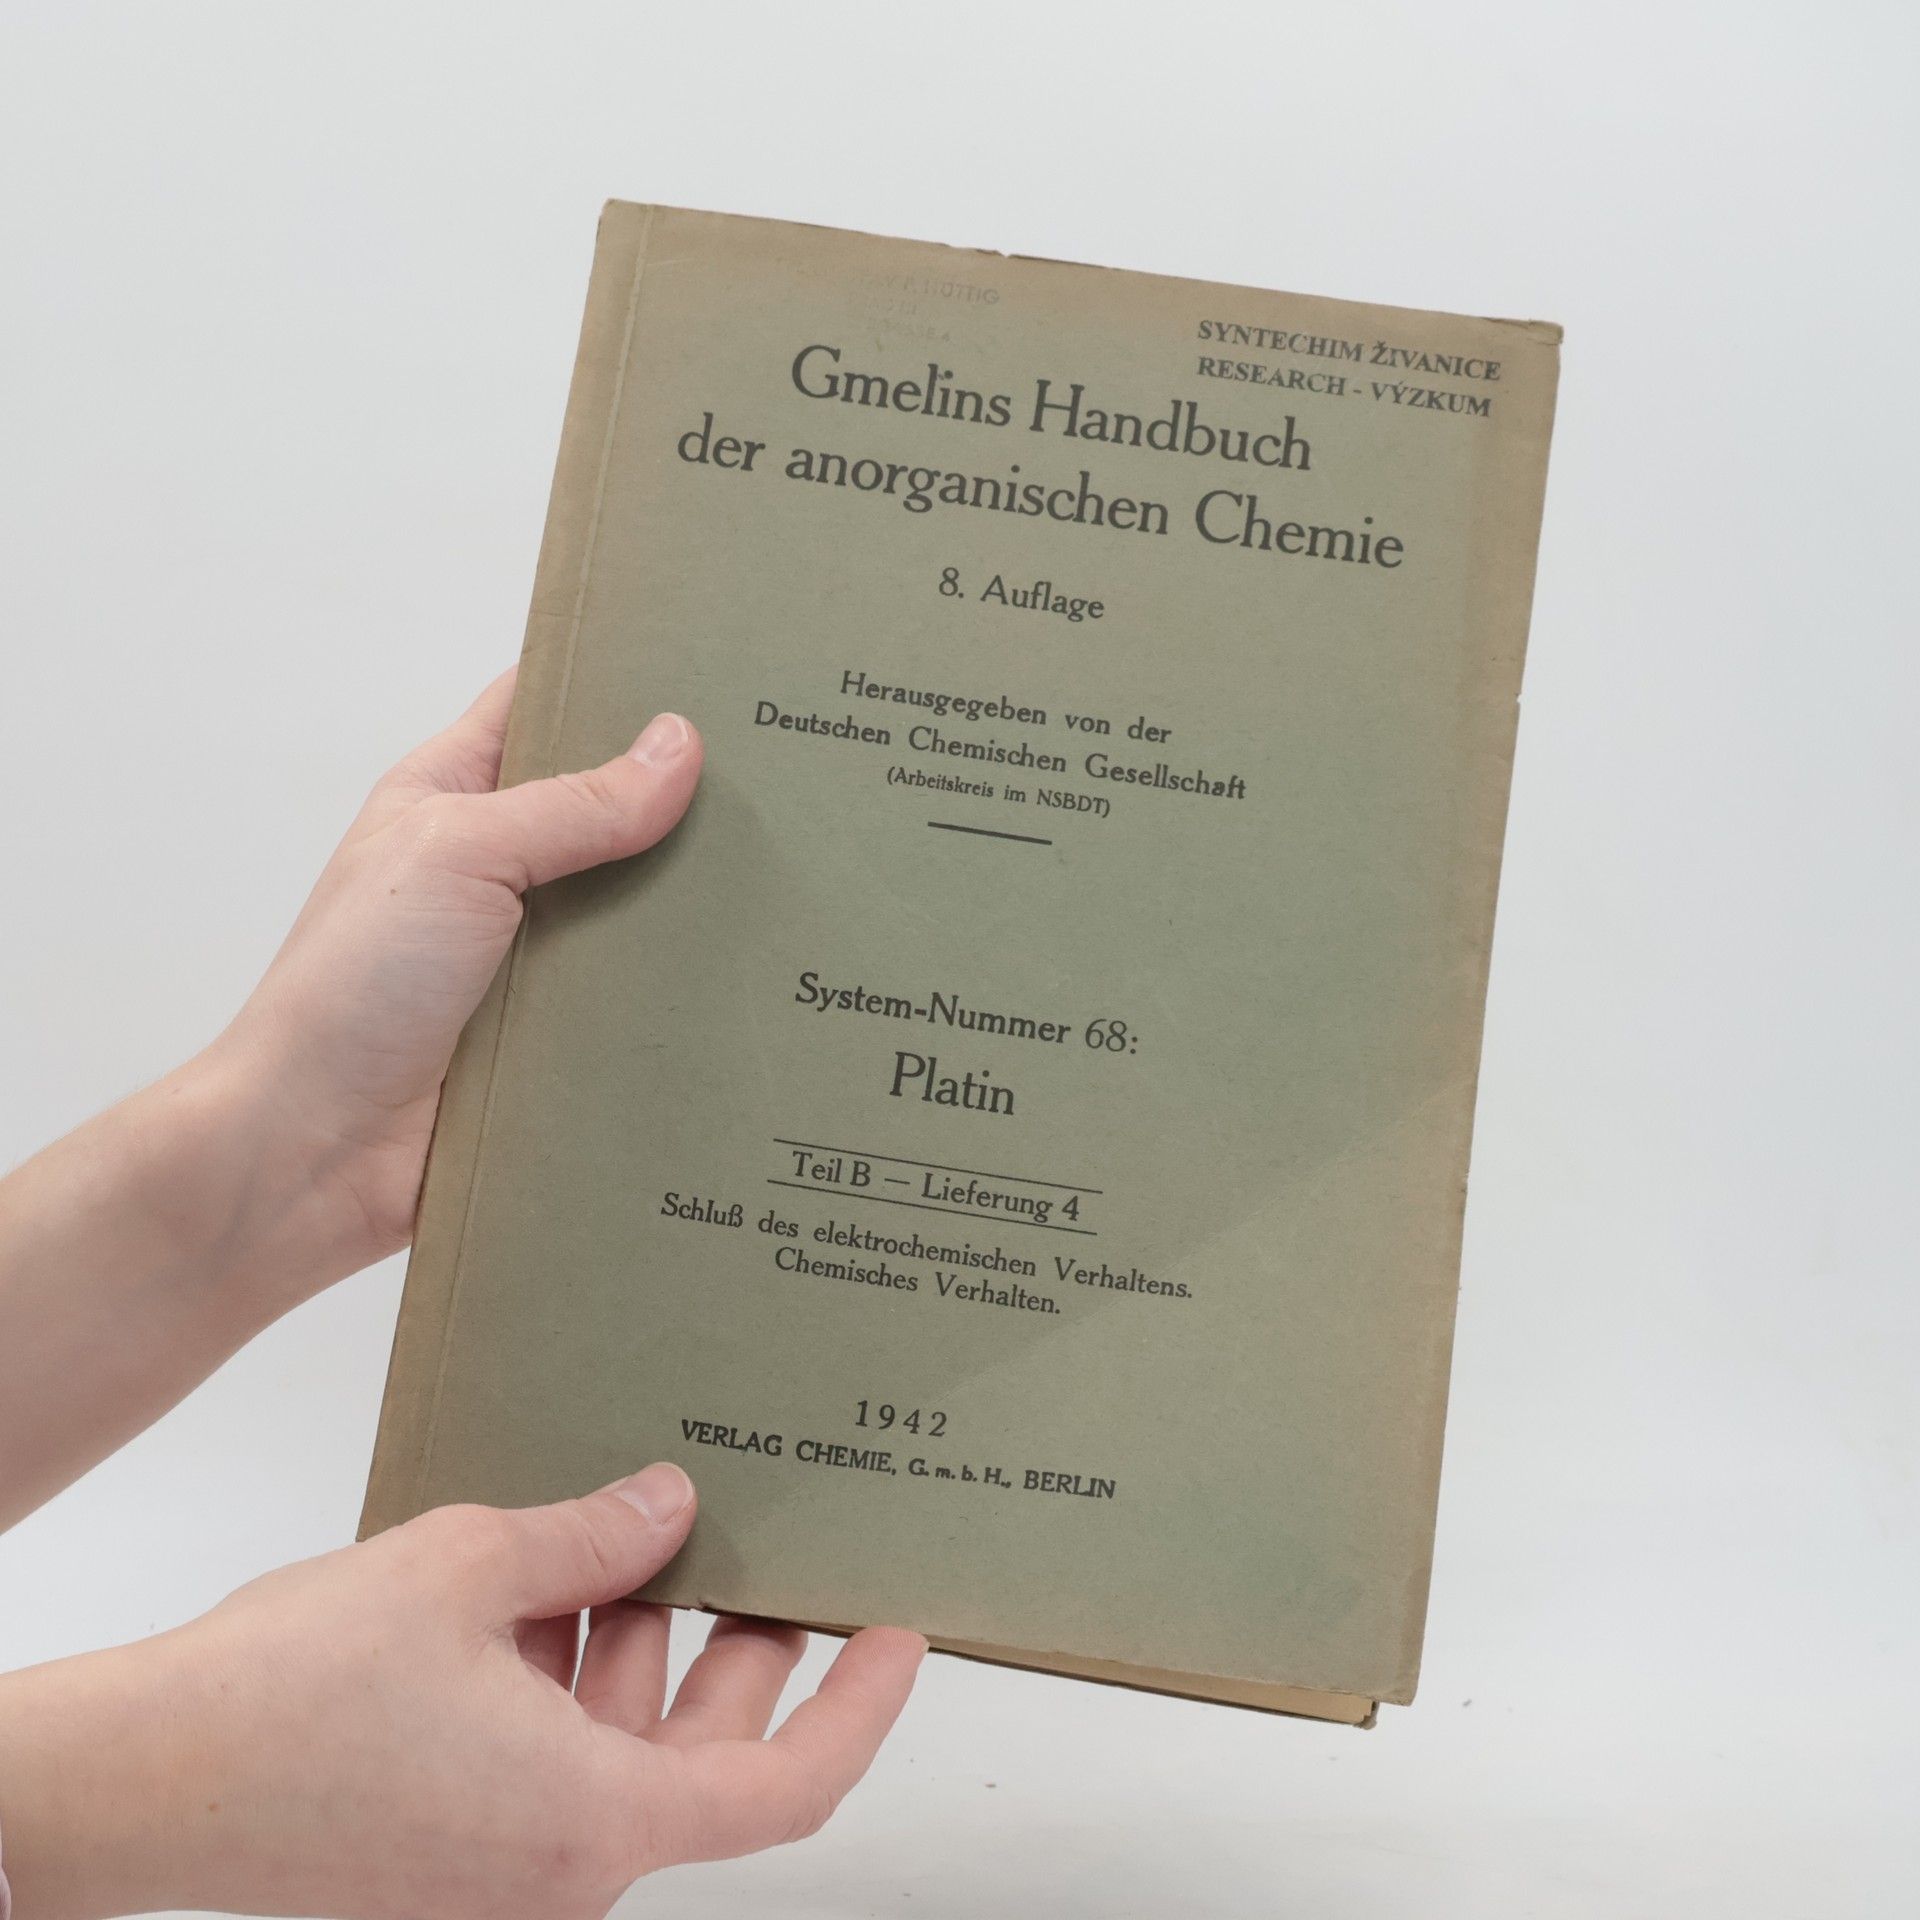 HÜTTIG
SYNTECHIM ŽIVANICE
RESEARCH - VÝZKUM
Gmelins Handbuch
der anorganischen Chemie
8. Auflage
Herausgegeben von der
Deutschen Chemischen Gesellschaft
(Arbeitskreis im NSBDT)
System-Nummer 68:
Platin
Teil B — Lieferung 4
Schluß des elektrochemischen Verhaltens.
Chemisches Verhalten.
1942
VERLAG CHEMIE, G. m. b. H., BERLIN